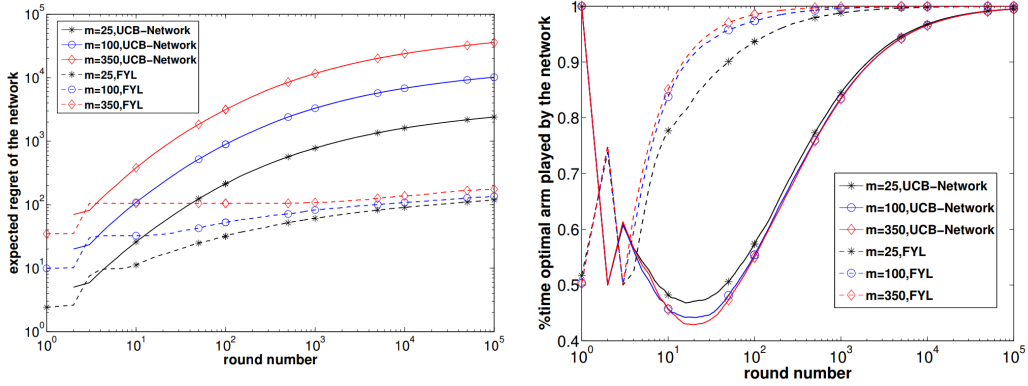 expected regret of the network
10^5
10^4
10^3
10^2
10^1
10^0
m=25,UCB-Network
m=100,UCB-Network
m=350,UCB-Network
m=25,FYL
m=100,FYL
m=350,FYL
10^0 10^1 10^2 10^3 10^4 10^5
round number
%time optimal arm played by the network
1
0.9
0.8
0.7
0.6
0.5
0.4
m=25,UCB-Network
m=100,UCB-Network
m=350,UCB-Network
m=25,FYL
m=100,FYL
m=350,FYL
10^0 10^1 10^2 10^3 10^4 10^5
round number